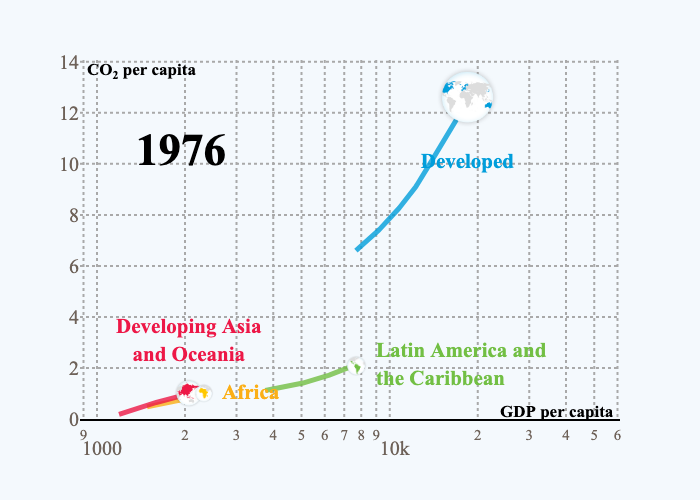 14
CO₂ per capita
12
1976
10
Developed
8
6
4
Developing Asia
and Oceania
Latin America and
the Caribbean
2
Africa
0
GDP per capita
9 2 3 4 5 6 7 8 9 2 3 4 5 6
1000 10k